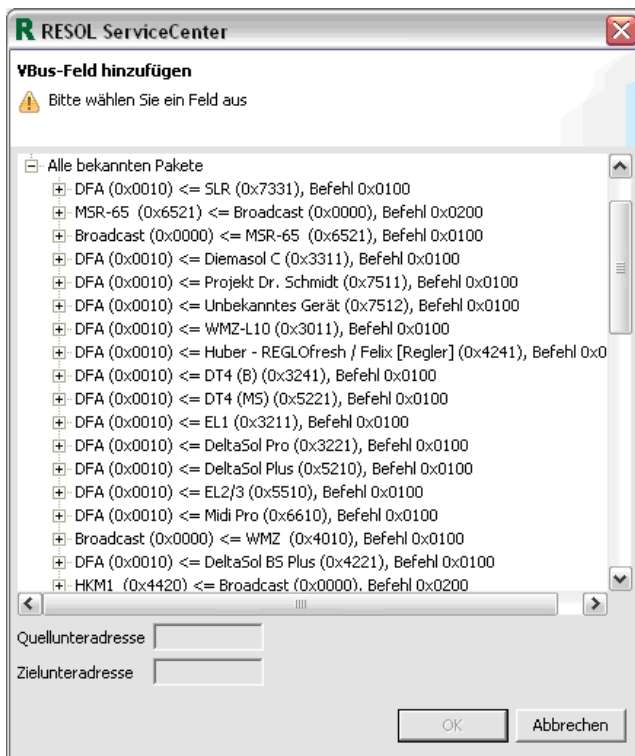 RESOL ServiceCenter
VBus-Feld hinzufügen
Bitte wählen Sie ein Feld aus
Alle bekannten Pakete
DFA (0x0010) <= SLR (0x7331), Befehl 0x0100
MSR-65 (0x6521) <= Broadcast (0x0000), Befehl 0x0200
Broadcast (0x0000) <= MSR-65 (0x6521), Befehl 0x0100
DFA (0x0010) <= Diemasol C (0x3311), Befehl 0x0100
DFA (0x0010) <= Projekt Dr. Schmidt (0x7511), Befehl 0x0100
DFA (0x0010) <= Unbekanntes Gerät (0x7512), Befehl 0x0100
DFA (0x0010) <= WMZ-L10 (0x3011), Befehl 0x0100
DFA (0x0010) <= Huber - REGLOfresh / Felix [Regler] (0x4241), Befehl 0x0
DFA (0x0010) <= DT4 (B) (0x3241), Befehl 0x0100
DFA (0x0010) <= DT4 (MS) (0x5221), Befehl 0x0100
DFA (0x0010) <= EL1 (0x3211), Befehl 0x0100
DFA (0x0010) <= DeltaSol Pro (0x3221), Befehl 0x0100
DFA (0x0010) <= DeltaSol Plus (0x5210), Befehl 0x0100
DFA (0x0010) <= EL2/3 (0x5510), Befehl 0x0100
DFA (0x0010) <= Midi Pro (0x6610), Befehl 0x0100
Broadcast (0x0000) <= WMZ (0x4010), Befehl 0x0100
DFA (0x0010) <= DeltaSol BS Plus (0x4221), Befehl 0x0100
HKM1 (0x4420) <= Broadcast (0x0000), Befehl 0x0200
Quellunteradresse
Zielunteradresse
OK Abbrechen